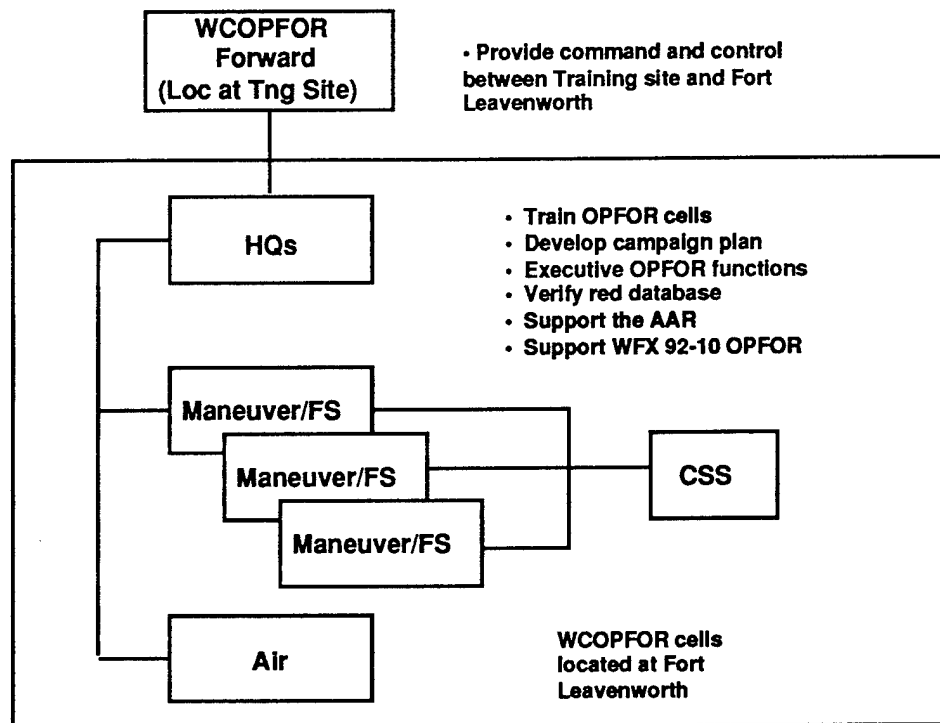 WCOPFOR
Forward
(Loc at Tng Site)
• Provide command and control
between Training site and Fort
Leavenworth
HQs
• Train OPFOR cells
• Develop campaign plan
• Executive OPFOR functions
• Verify red database
• Support the AAR
• Support WFX 92-10 OPFOR
Maneuver/FS
Maneuver/FS
Maneuver/FS
CSS
Air
WCOPFOR cells
located at Fort
Leavenworth